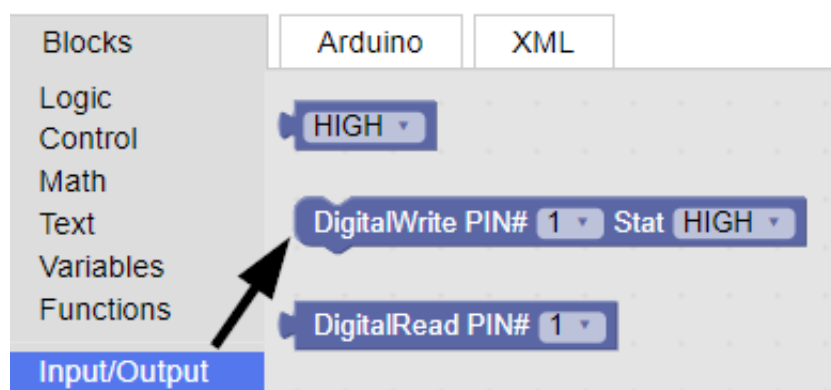 Blocks
Arduino
XML
Logic
Control
Math
Text
Variables
Functions
Input/Output
HIGH
DigitalWrite PIN# 1 Stat HIGH
DigitalRead PIN# 1